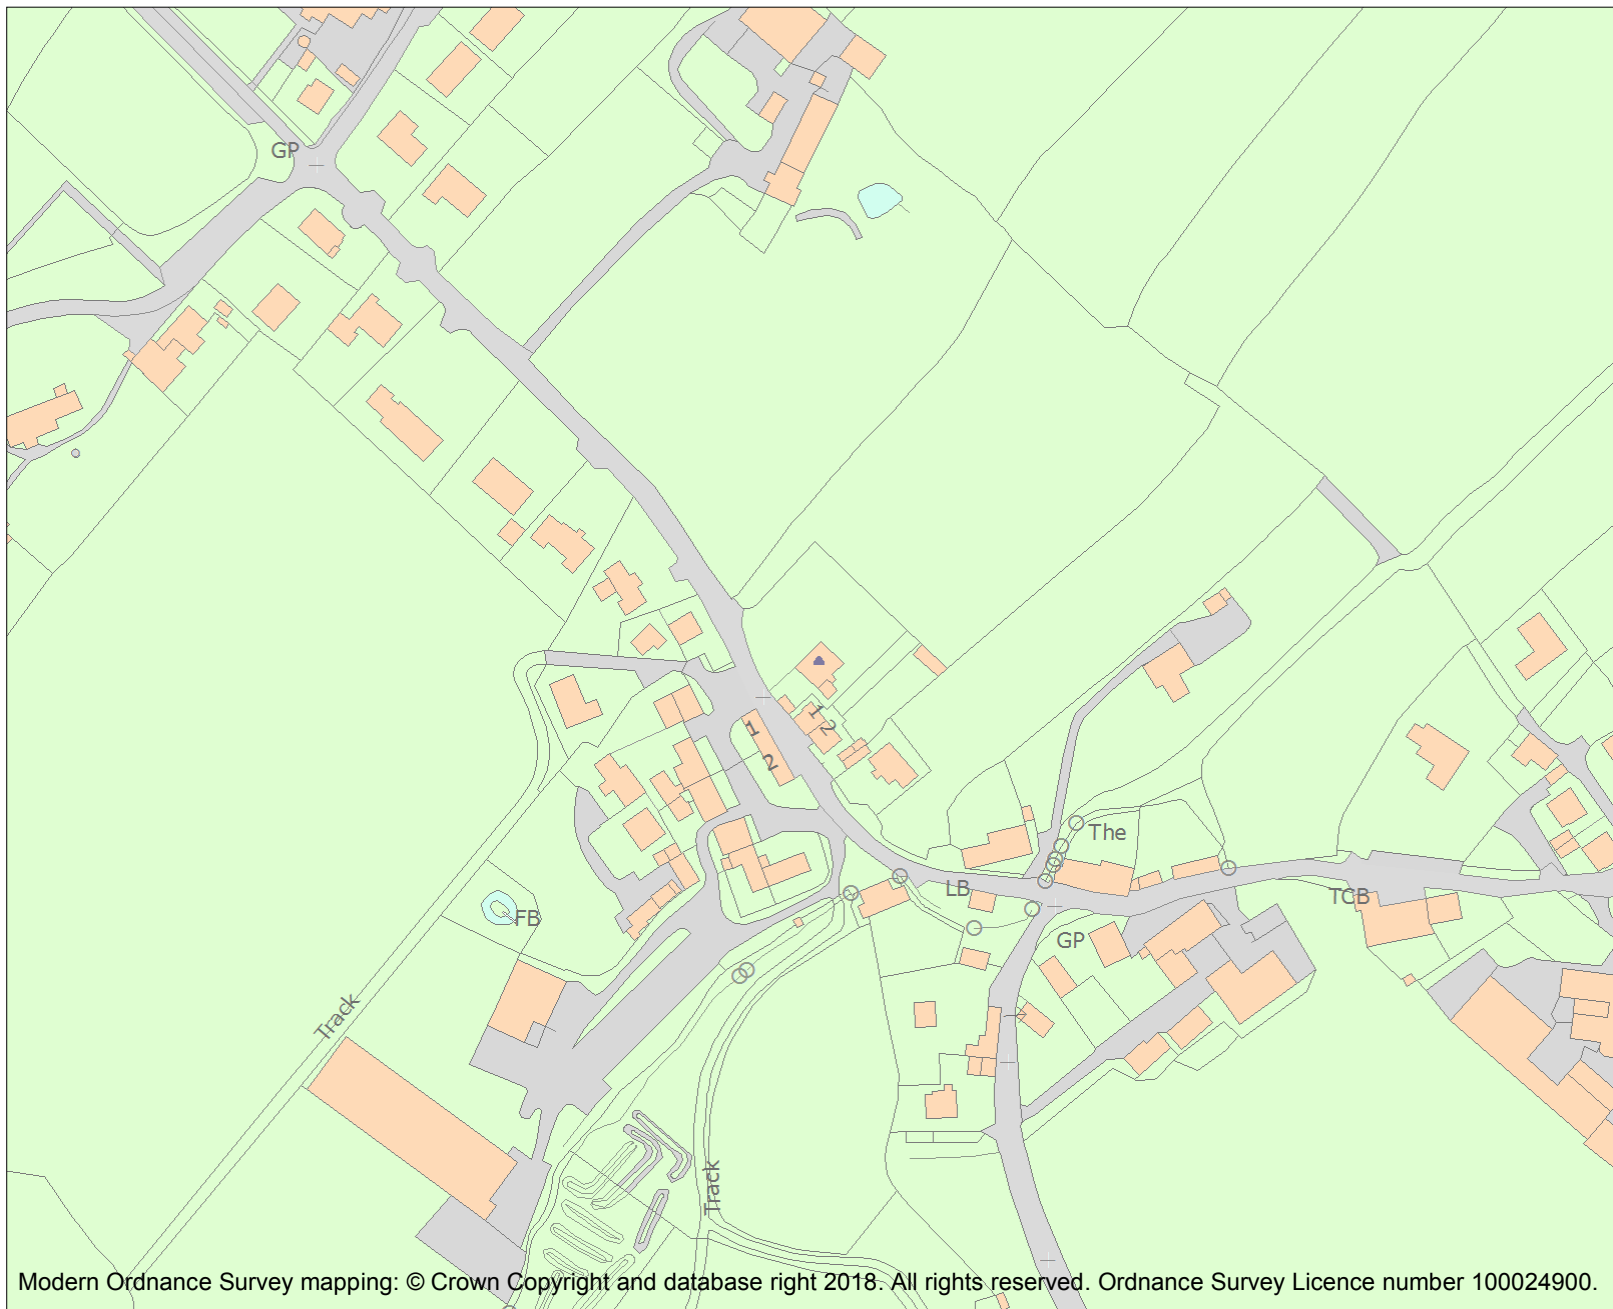 GP
1 2
1
2
The
LB
TCB
FB
GP
Track
Track
Modern Ordnance Survey mapping: © Crown Copyright and database right 2018. All rights reserved. Ordnance Survey Licence number 100024900.